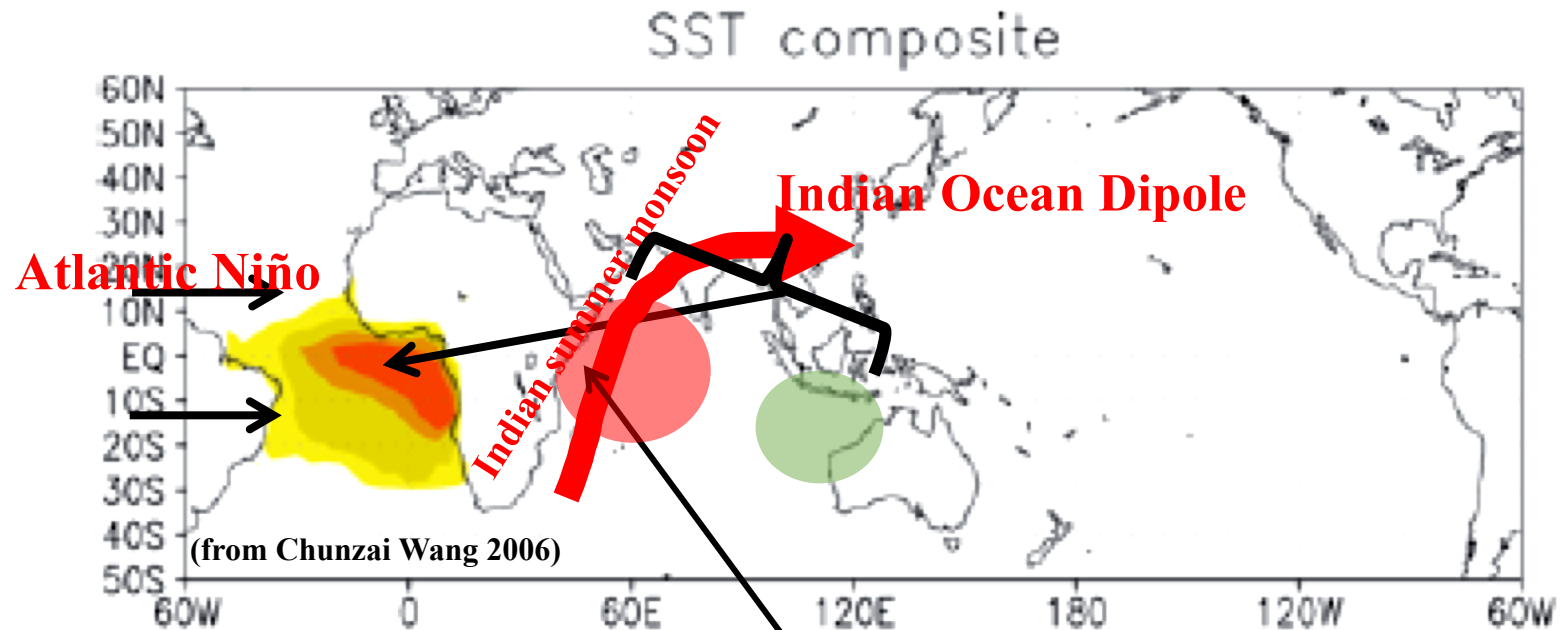 SST composite
60N
50N
40N
Indian summer monsoon
Indian Ocean Dipole
30N
20N
Atlantic Niño
10N
EQ
10S
20S
30S
40S
(from Chunzai Wang 2006)
50S
60W 0 60E 120E 180 120W 60W